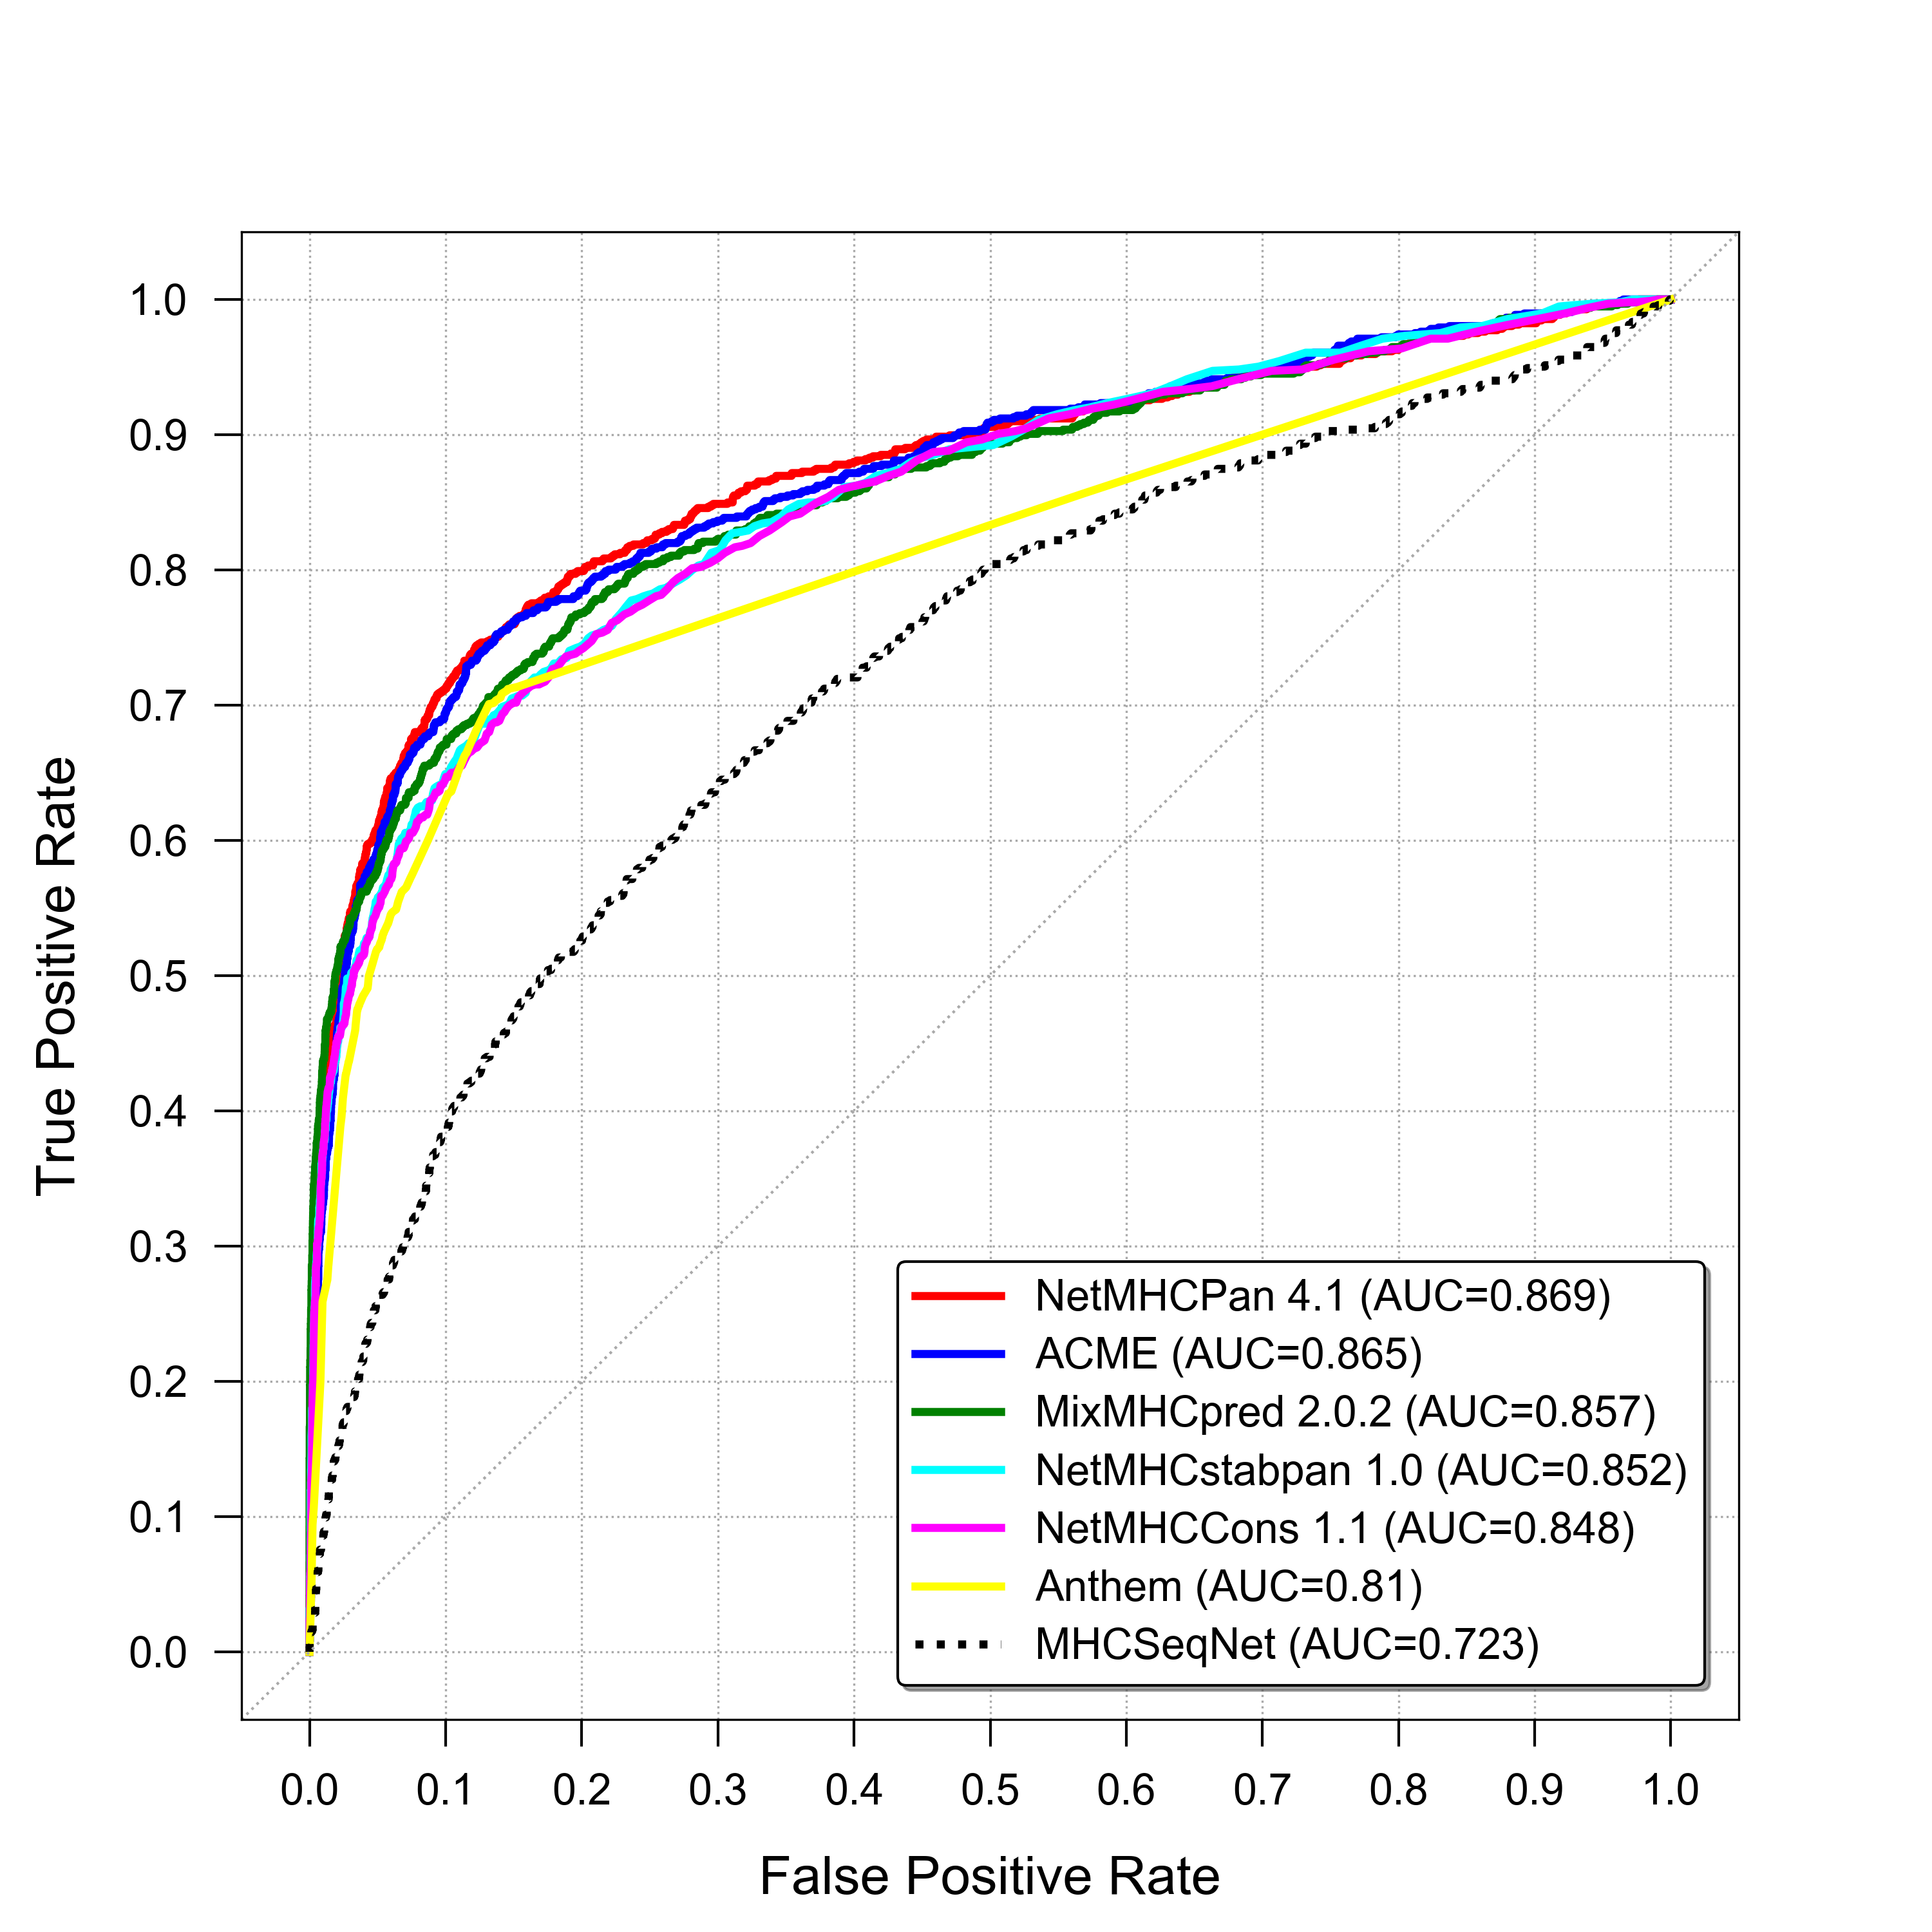 1.0
0.9
0.8
0.7
0.6
0.5
0.4
0.3
0.2
0.1
0.0
True Positive Rate
NetMHCPan 4.1 (AUC=0.869)
ACME (AUC=0.865)
MixMHCpred 2.0.2 (AUC=0.857)
NetMHCstabpan 1.0 (AUC=0.852)
NetMHCCons 1.1 (AUC=0.848)
Anthem (AUC=0.81)
MHCSeqNet (AUC=0.723)
0.0 0.1 0.2 0.3 0.4 0.5 0.6 0.7 0.8 0.9 1.0
False Positive Rate